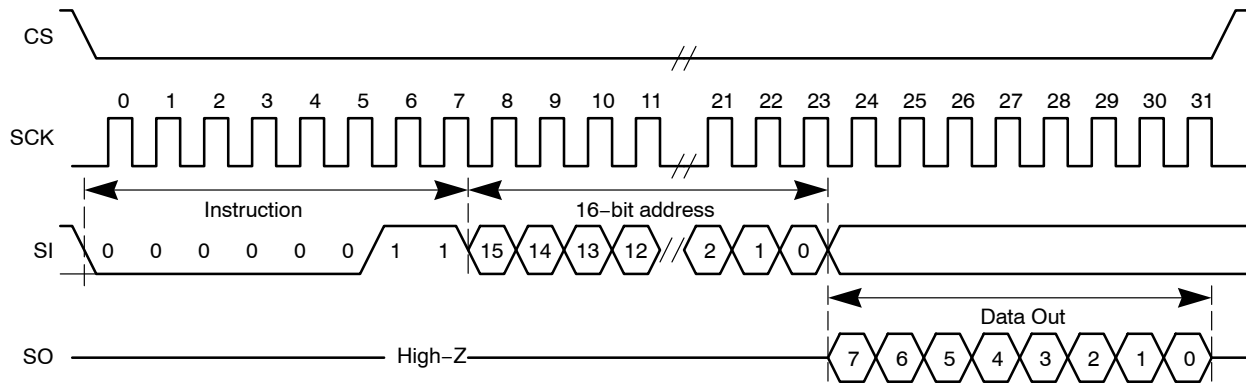 CS
0 1 2 3 4 5 6 7 8 9 10 11 21 22 23 24 25 26 27 28 29 30 31
SCK
Instruction 16−bit address
SI 0 0 0 0 0 0 1 1 15 14 13 12 2 1 0
Data Out
SO High−Z 7 6 5 4 3 2 1 0